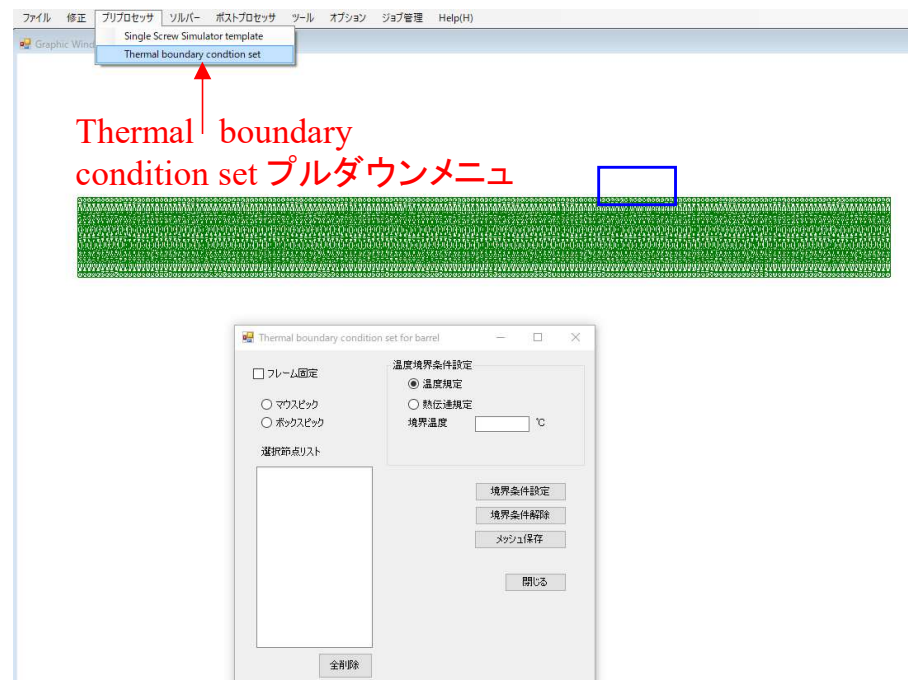 ファイル 修正 プリプロセッサ ソルバー ポストプロセッサ ツール オプション ジョブ管理 Help(H)
Single Screw Simulator template
Graphic Wind
Thermal boundary condtion set
Thermal boundary
condition set プルダウンメニュ
Thermal boundary condition set for barrel
フレーム固定
温度境界条件設定
温度規定
マウスピック
熱伝達規定
ボックスピック
境界温度 ℃
選択節点リスト
境界条件設定
境界条件解除
メッシュ保存
閉じる
全削除